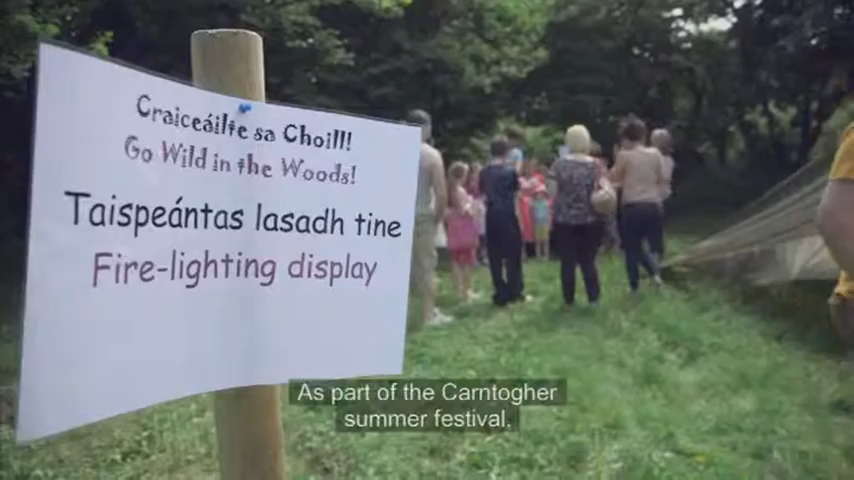 Craiceáilte sa Choill!
Go Wild in the Woods!
Taispeántas lasadh tine
Fire-lighting display
As part of the Carntogher
summer festival.